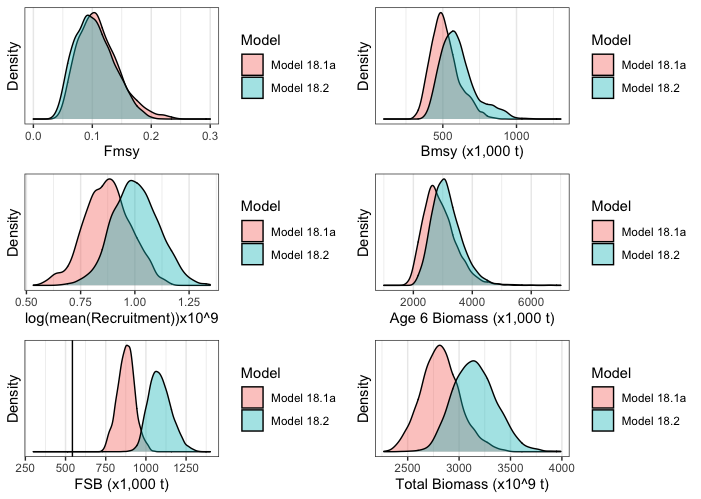 Density
Model
Model 18.1a
Model 18.2
0.0 0.1 0.2 0.3
Fmsy
Density
Model
Model 18.1a
Model 18.2
500 1000
Bmsy (x1,000 t)
Density
Model
Model 18.1a
Model 18.2
0.50 0.75 1.00 1.25
log(mean(Recruitment))x10^9
Density
Model
Model 18.1a
Model 18.2
2000 4000 6000
Age 6 Biomass (x1,000 t)
Density
Model
Model 18.1a
Model 18.2
250 500 750 1000 1250
FSB (x1,000 t)
Density
Model
Model 18.1a
Model 18.2
2500 3000 3500 4000
Total Biomass (x10^9 t)